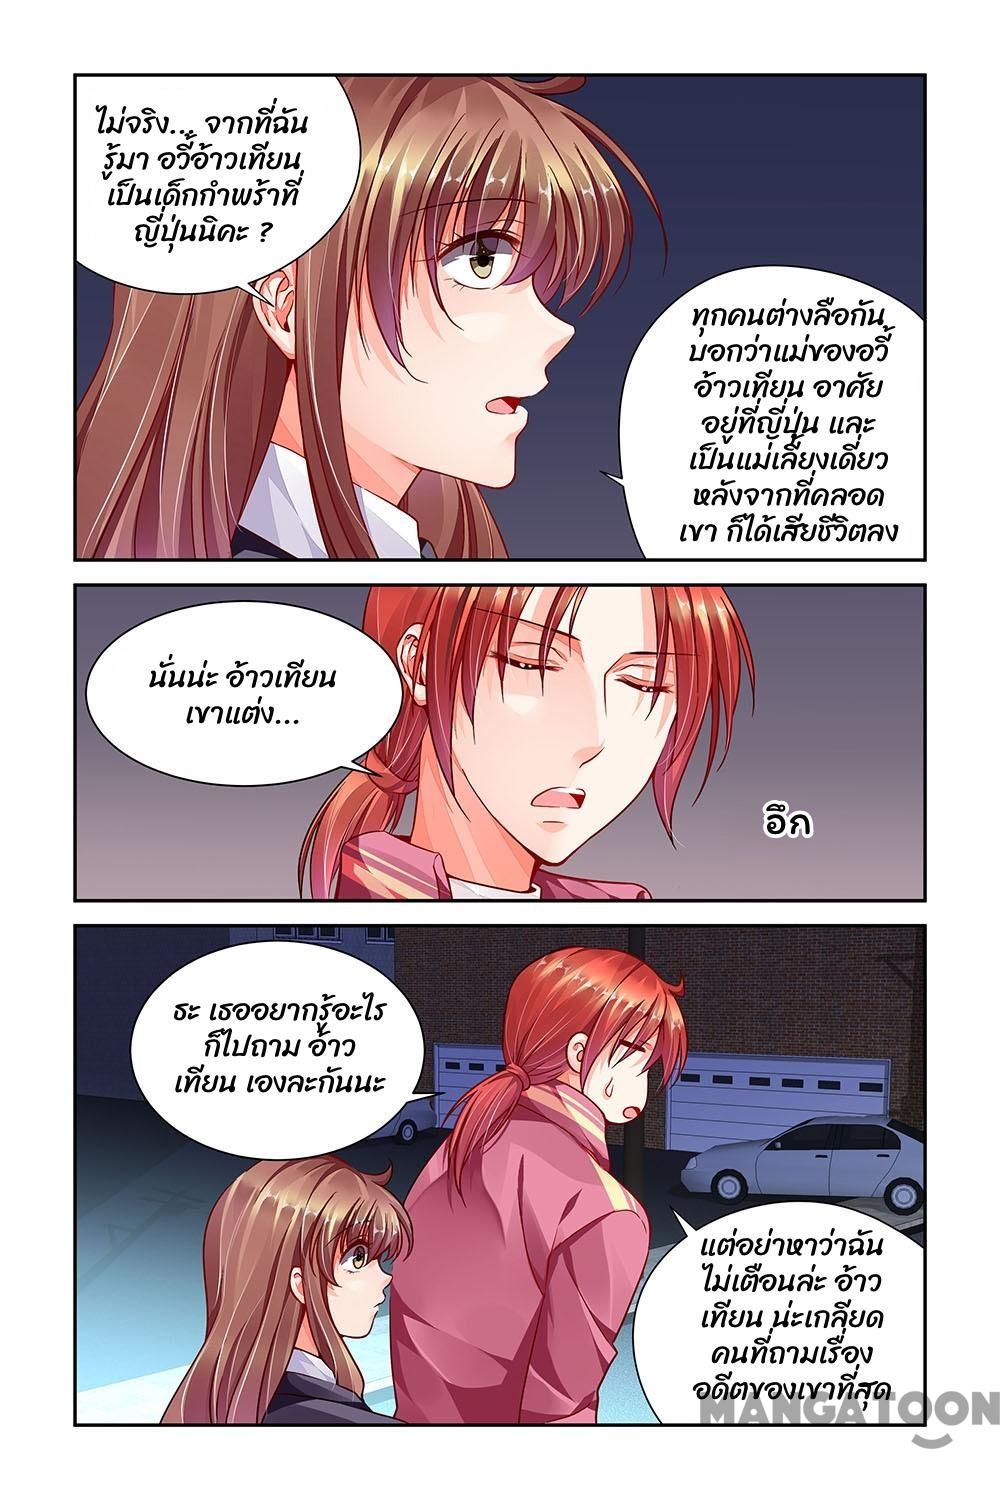 ไม่จริง... จากที่ฉัน
รู้มา อวี้อ้าวเทียน
เป็นเด็กกำพร้าที่
ญี่ปุ่นนิคะ ?
ทุกคนต่างลือกัน
บอกว่าแม่ของอวี้
อ้าวเทียน อาศัย
อยู่ที่ญี่ปุ่น และ
เป็นแม่เลี้ยงเดี่ยว
หลังจากที่คลอด
เขา ก็ได้เสียชีวิตลง
นั่นน่ะ อ้าวเทียน
เขาแต่ง...
อึก
ธะ เธออยากรู้อะไร
ก็ไปถาม อ้าว
เทียน เองละกันนะ
แต่อย่าหาว่าฉัน
ไม่เตือนล่ะ อ้าว
เทียน น่ะเกลียด
คนที่ถามเรื่อง
อดีตของเขาที่สุด
MANGATOON